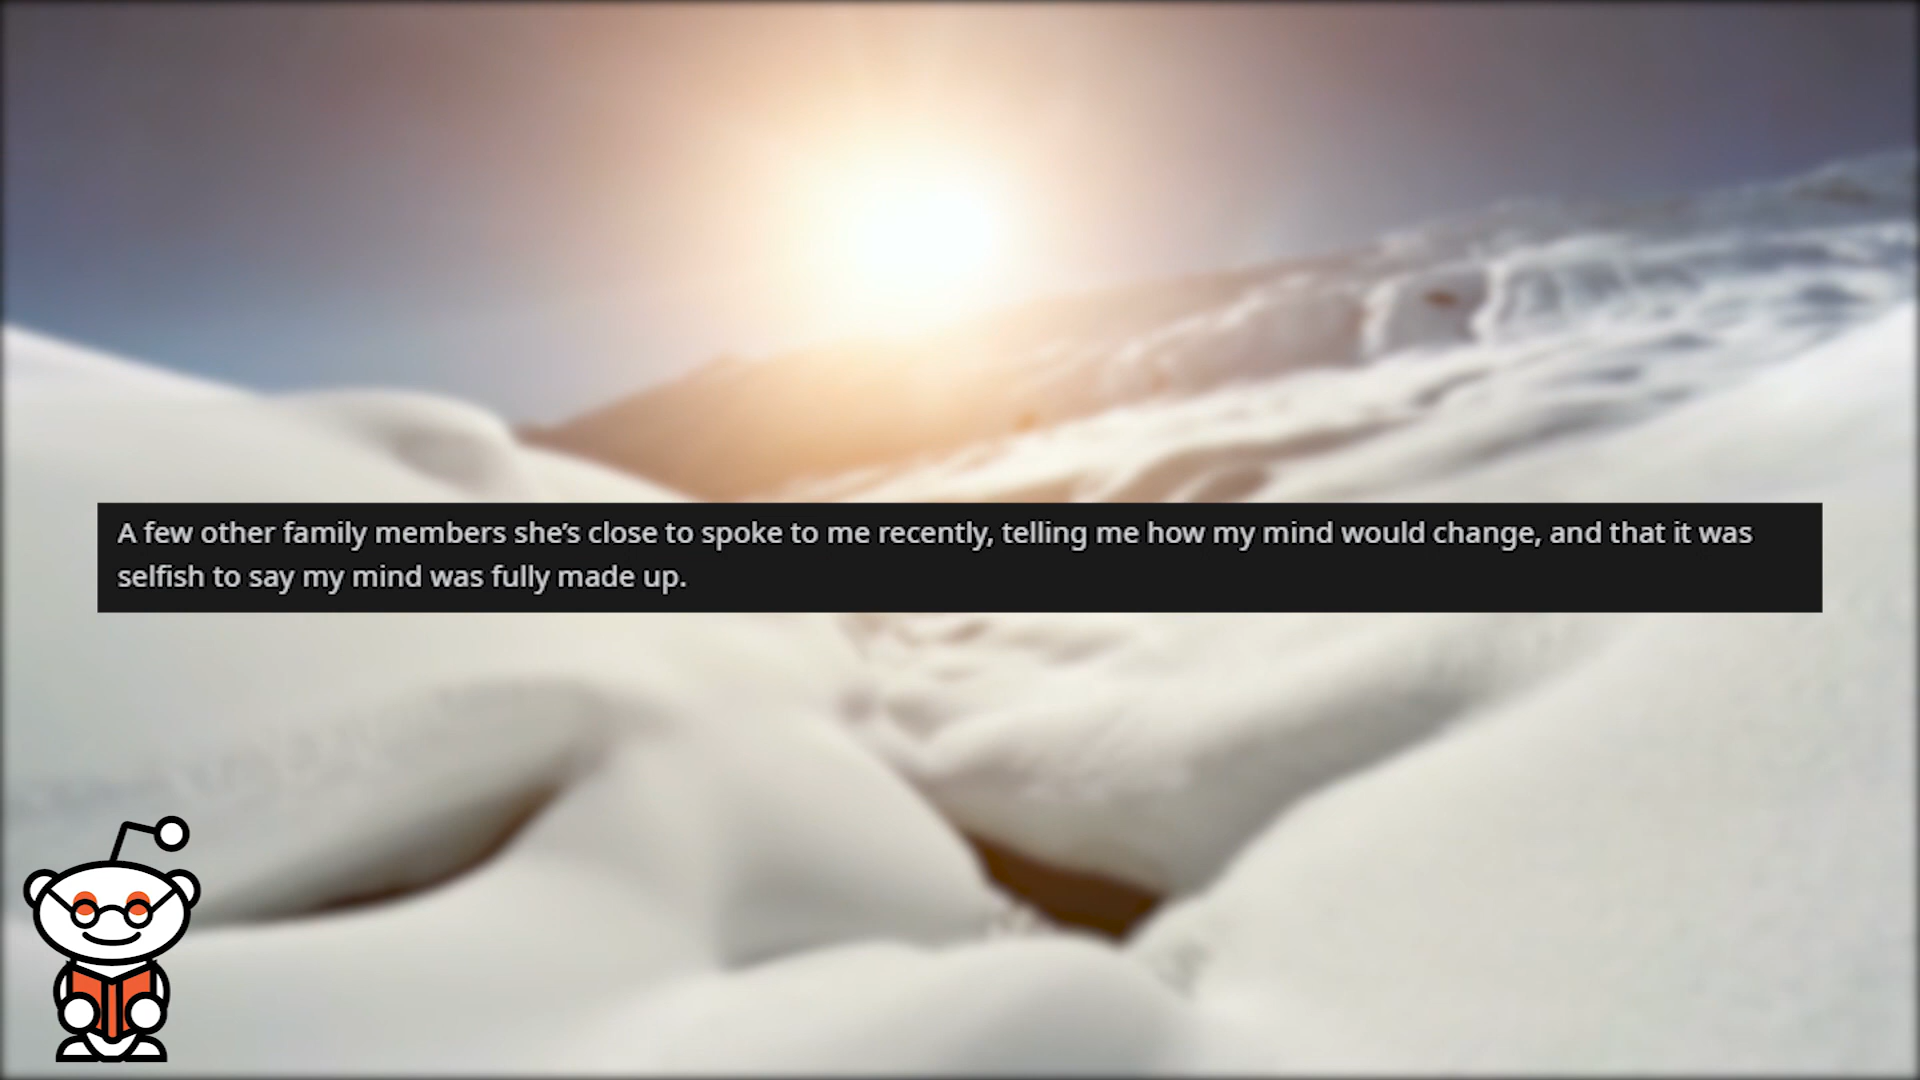 A few other family members she’s close to spoke to me recently, telling me how my mind would change, and that it was
selfish to say my mind was fully made up.